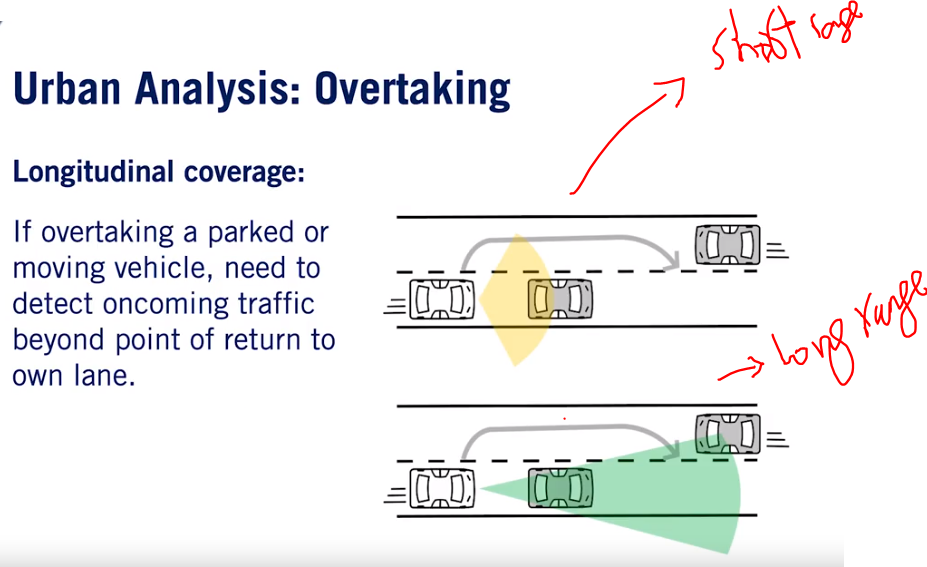 Short range
Urban Analysis: Overtaking
Longitudinal coverage:
If overtaking a parked or
moving vehicle, need to
detect oncoming traffic
beyond point of return to
own lane.
Long range